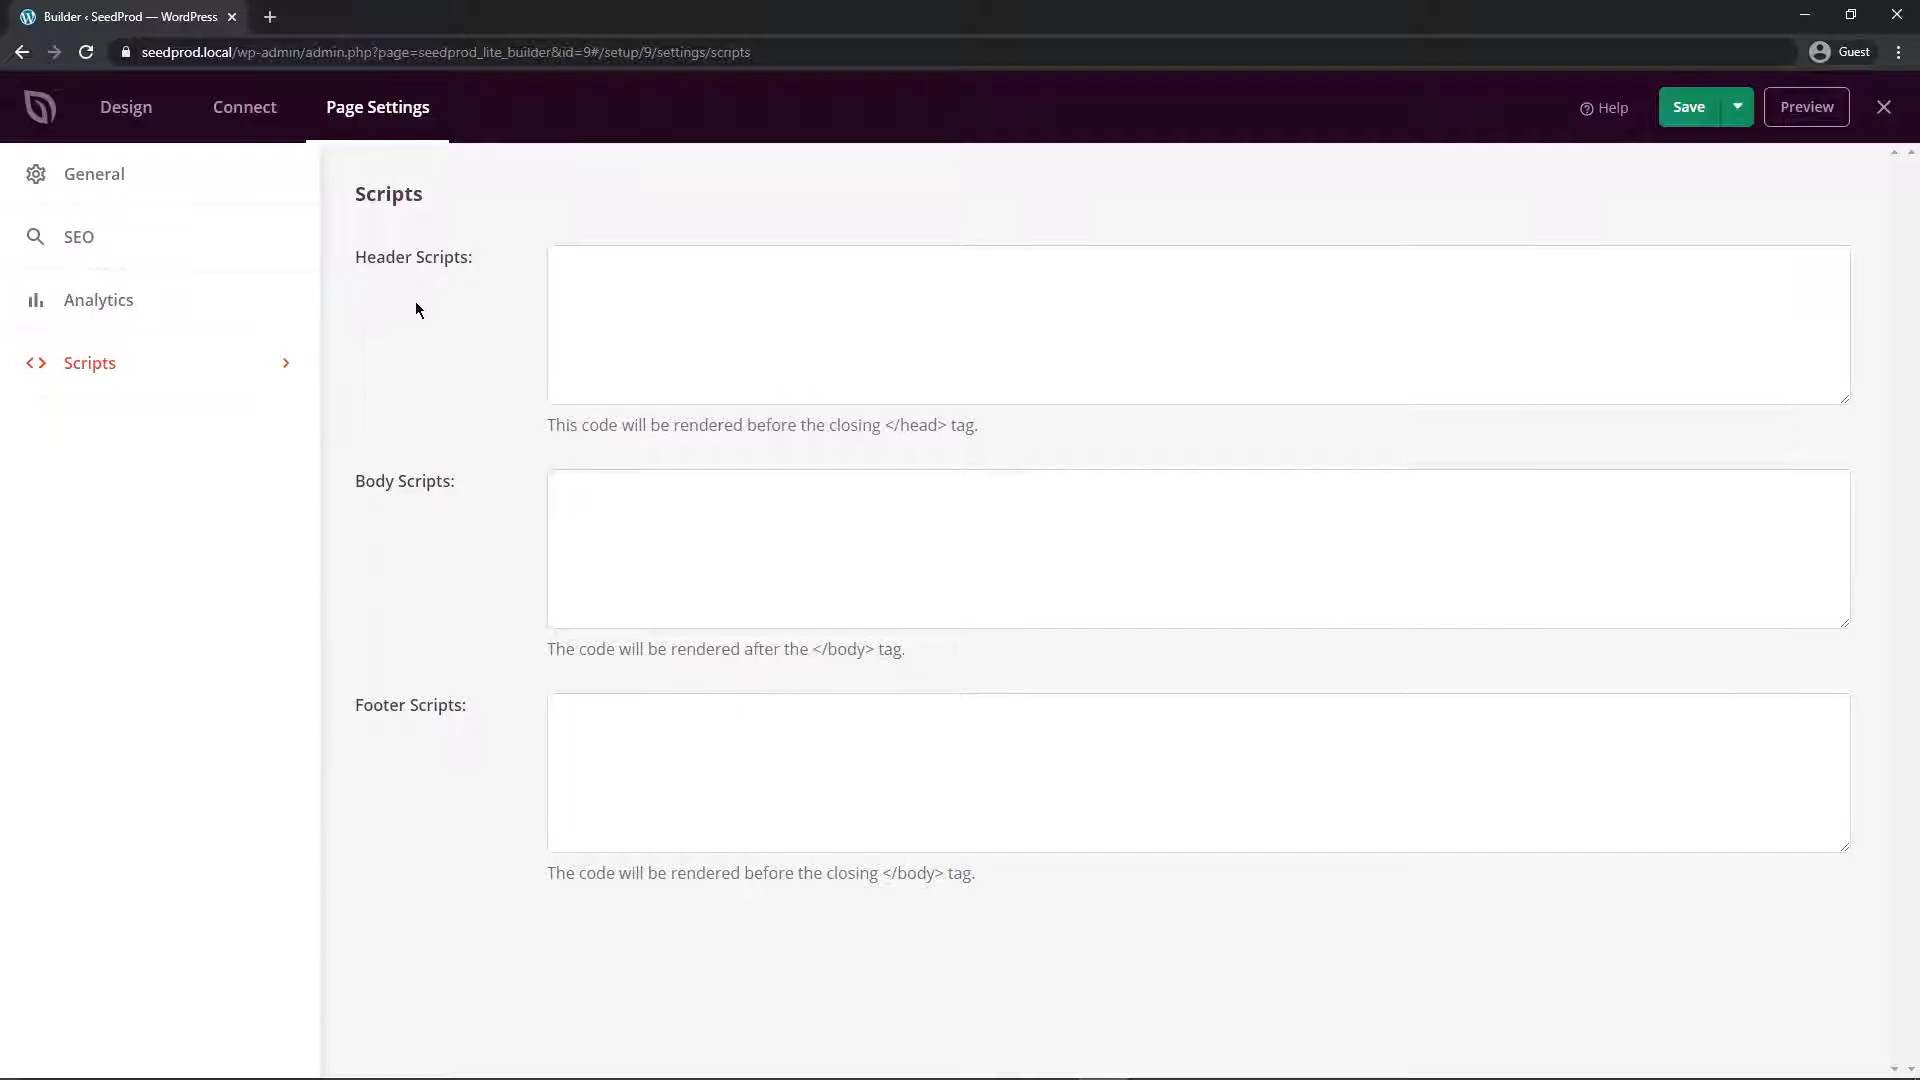 Builder ‹ SeedProd — WordPress
seedprod.local/wp-admin/admin.php?page=seedprod_lite_builder&id=9#/setup/9/settings/scripts
Guest
Design
Connect
Page Settings
Help
Save
Preview
General
SEO
Analytics
Scripts
Scripts
Header Scripts:
This code will be rendered before the closing </head> tag.
Body Scripts:
The code will be rendered after the </body> tag.
Footer Scripts:
The code will be rendered before the closing </body> tag.